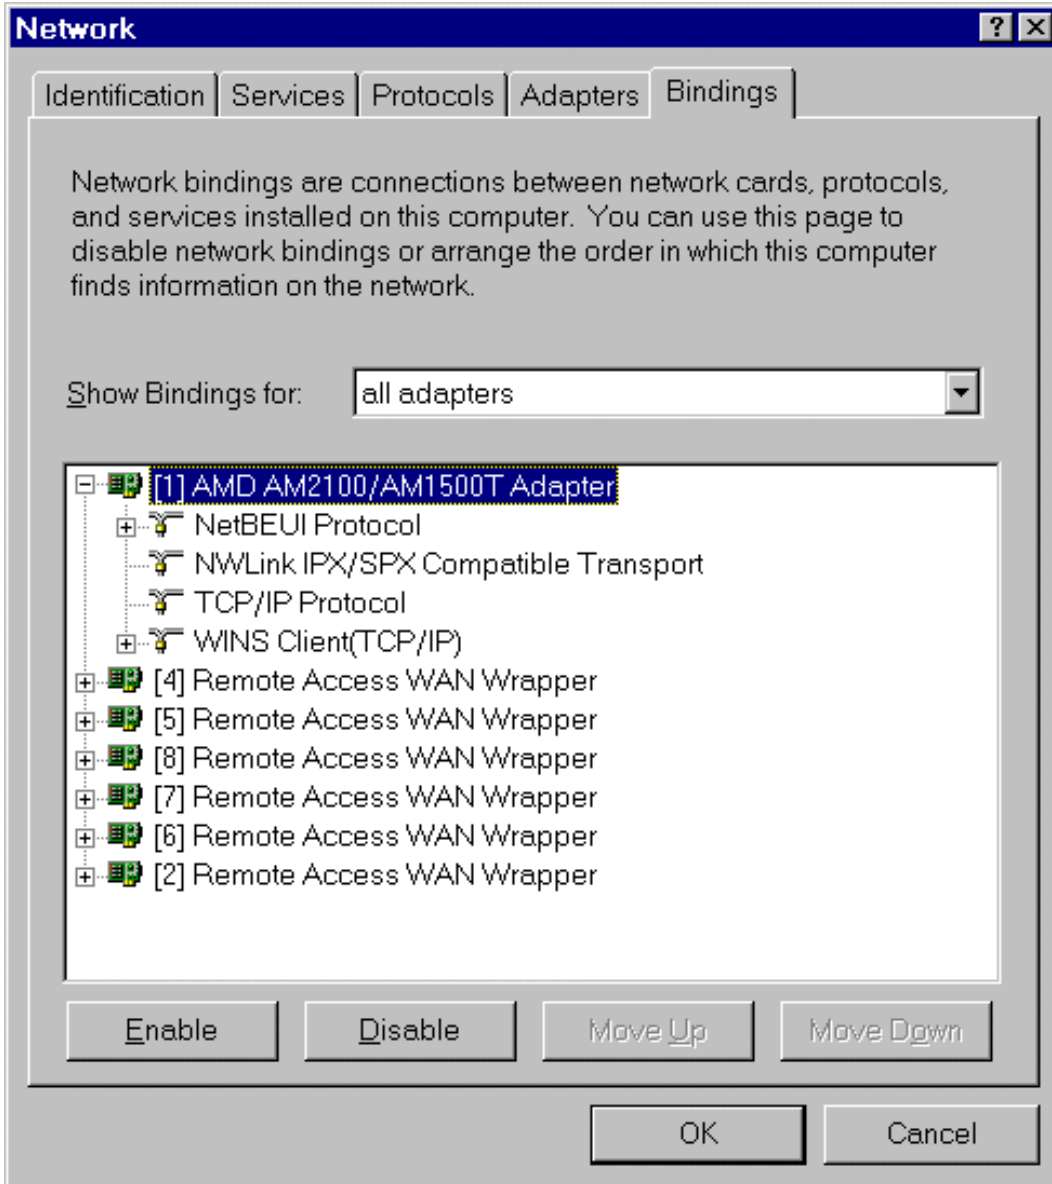 Network
Identification Services Protocols Adapters Bindings
Network bindings are connections between network cards, protocols,
and services installed on this computer. You can use this page to
disable network bindings or arrange the order in which this computer
finds information on the network.
Show Bindings for: all adapters
[1] AMD AM2100/AM1500T Adapter
NetBEUI Protocol
NWLink IPX/SPX Compatible Transport
TCP/IP Protocol
WINS Client(TCP/IP)
[4] Remote Access WAN Wrapper
[5] Remote Access WAN Wrapper
[8] Remote Access WAN Wrapper
[7] Remote Access WAN Wrapper
[6] Remote Access WAN Wrapper
[2] Remote Access WAN Wrapper
Enable Disable Move Up Move Down
OK Cancel